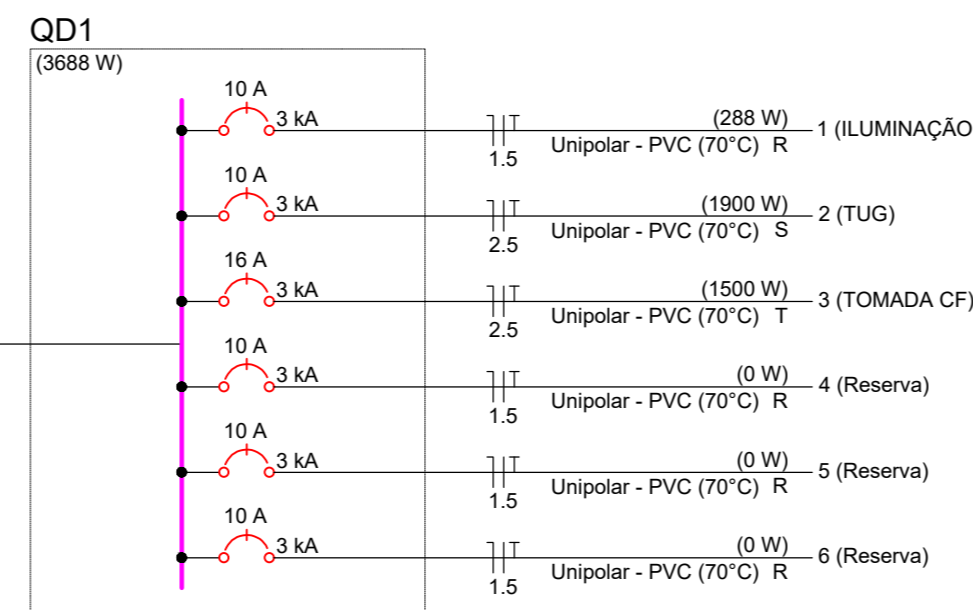 QD1
(3688 W)
10 A
3 kA
1.5
(288 W)
Unipolar - PVC (70°C) R
1 (ILUMINAÇÃO
10 A
3 kA
2.5
(1900 W)
Unipolar - PVC (70°C) S
2 (TUG)
16 A
3 kA
2.5
(1500 W)
Unipolar - PVC (70°C) T
3 (TOMADA CF)
10 A
3 kA
1.5
(0 W)
Unipolar - PVC (70°C) R
4 (Reserva)
10 A
3 kA
1.5
(0 W)
Unipolar - PVC (70°C) R
5 (Reserva)
10 A
3 kA
1.5
(0 W)
Unipolar - PVC (70°C) R
6 (Reserva)